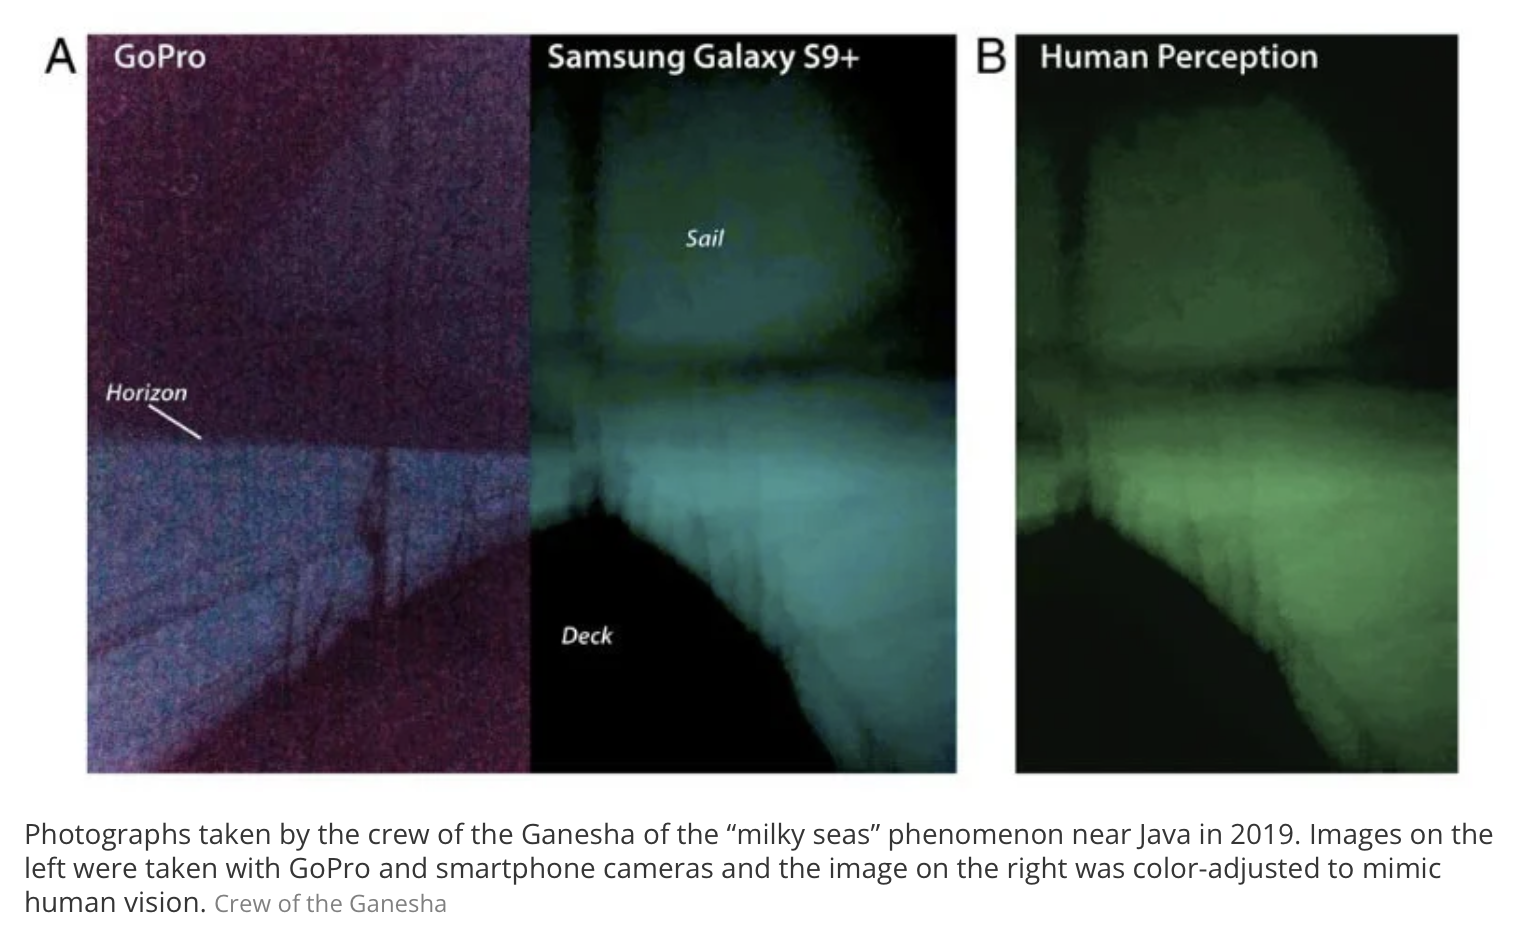 A
GoPro
Samsung Galaxy S9+
B
Human Perception
Sail
Horizon
Deck
Photographs taken by the crew of the Ganesha of the “milky seas” phenomenon near Java in 2019. Images on the
left were taken with GoPro and smartphone cameras and the image on the right was color-adjusted to mimic
human vision. Crew of the Ganesha